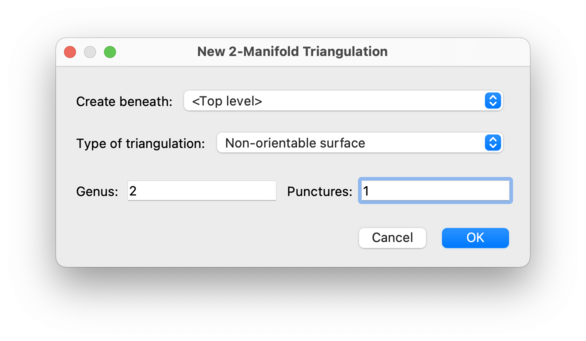 New 2-Manifold Triangulation
Create beneath: <Top level>
Type of triangulation: Non-orientable surface
Genus: 2 Punctures: 1
Cancel OK